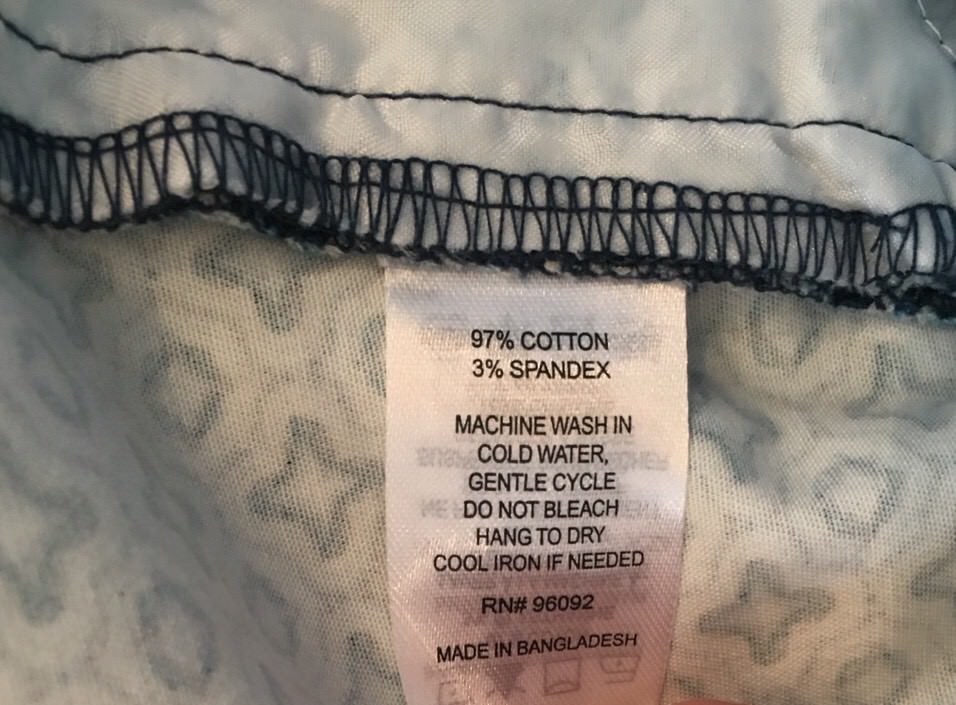 97% COTTON
3% SPANDEX
MACHINE WASH IN
COLD WATER,
GENTLE CYCLE
DO NOT BLEACH
HANG TO DRY
COOL IRON IF NEEDED
RN# 96092
MADE IN BANGLADESH